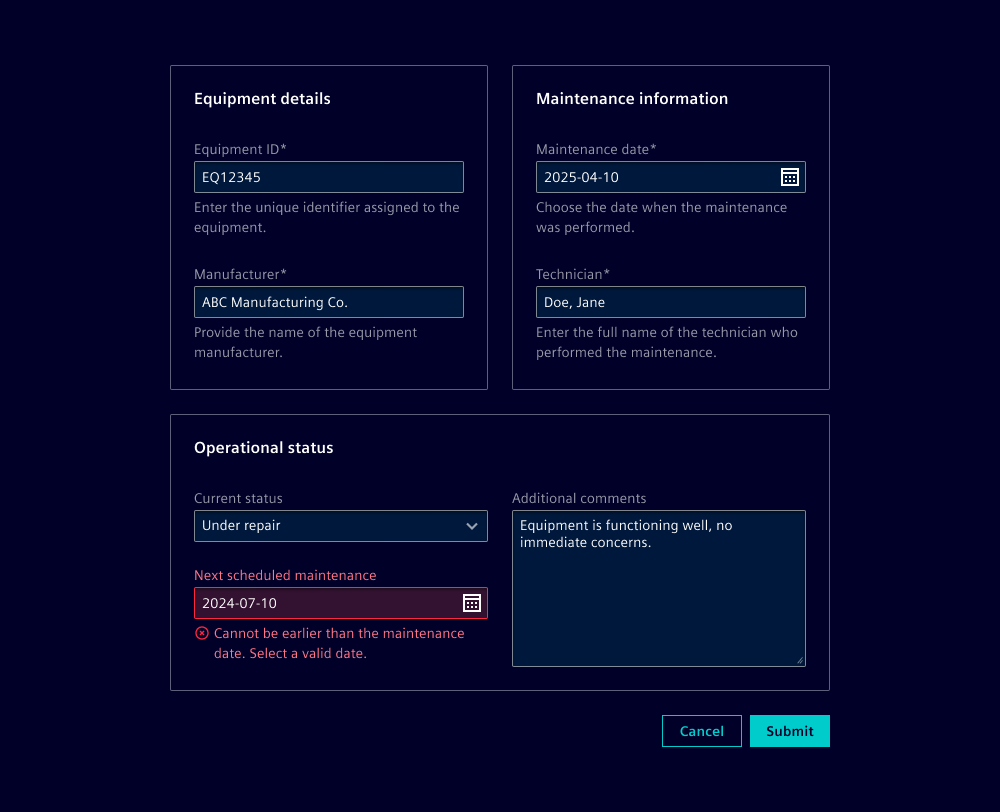 Equipment details
Equipment ID*
EQ12345
Enter the unique identifier assigned to the
equipment.
Manufacturer*
ABC Manufacturing Co.
Provide the name of the equipment
manufacturer.
Maintenance information
Maintenance date*
2025-04-10
Choose the date when the maintenance
was performed.
Technician*
Doe, Jane
Enter the full name of the technician who
performed the maintenance.
Operational status
Current status
Under repair
Next scheduled maintenance
2024-07-10
Cannot be earlier than the maintenance
date. Select a valid date.
Additional comments
Equipment is functioning well, no
immediate concerns.
Cancel
Submit